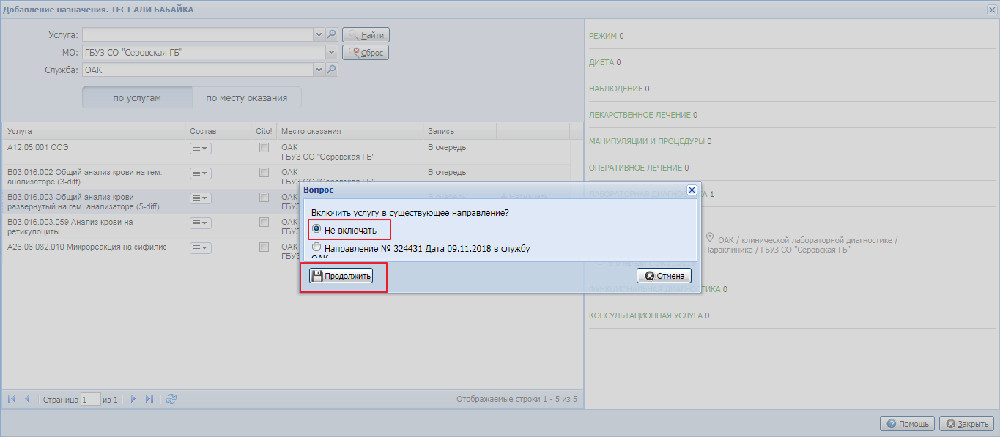 Добавление назначения. ТЕСТ АЛИ БАБАЙКА
Услуга:
Найти
МО: ГБУЗ СО "Серовская ГБ"
Сброс
Служба: ОАК
по услугам
по месту оказания
Услуга Состав Cito! Место оказания Запись
A12.05.001 СОЭ
ОАК
ГБУЗ СО "Серовская ГБ"
В очередь
B03.016.002 Общий анализ крови на гем.
анализаторе (3-diff)
ОАК
ГБУЗ СО "Серовская ГБ"
В очередь
B03.016.003 Общий анализ крови
развернутый на гем. анализаторе (5-diff)
ОАК
ГБУЗ
В очередь
Назначить
B03.016.003.059 Анализ крови на
ретикулоциты
ОАК
ГБУЗ
A26.06.082.010 Микрореакция на сифилис
ОАК
ГБУЗ
Вопрос
Включить услугу в существующее направление?
Не включать
Направление № 324431 Дата 09.11.2018 в службу
ОАК
Продолжить
Отмена
Страница 1 из 1
Отображаемые строки 1 - 5 из 5
РЕЖИМ 0
ДИЕТА 0
НАБЛЮДЕНИЕ 0
ЛЕКАРСТВЕННОЕ ЛЕЧЕНИЕ 0
МАНИПУЛЯЦИИ И ПРОЦЕДУРЫ 0
ОПЕРАТИВНОЕ ЛЕЧЕНИЕ 0
ЛАБОРАТОРНАЯ ДИАГНОСТИКА 1
ОАК / клинической лабораторной диагностике /
Параклиника / ГБУЗ СО "Серовская ГБ"
ФУНКЦИОНАЛЬНАЯ ДИАГНОСТИКА 0
КОНСУЛЬТАЦИОННАЯ УСЛУГА 0
Помощь
Закрыть